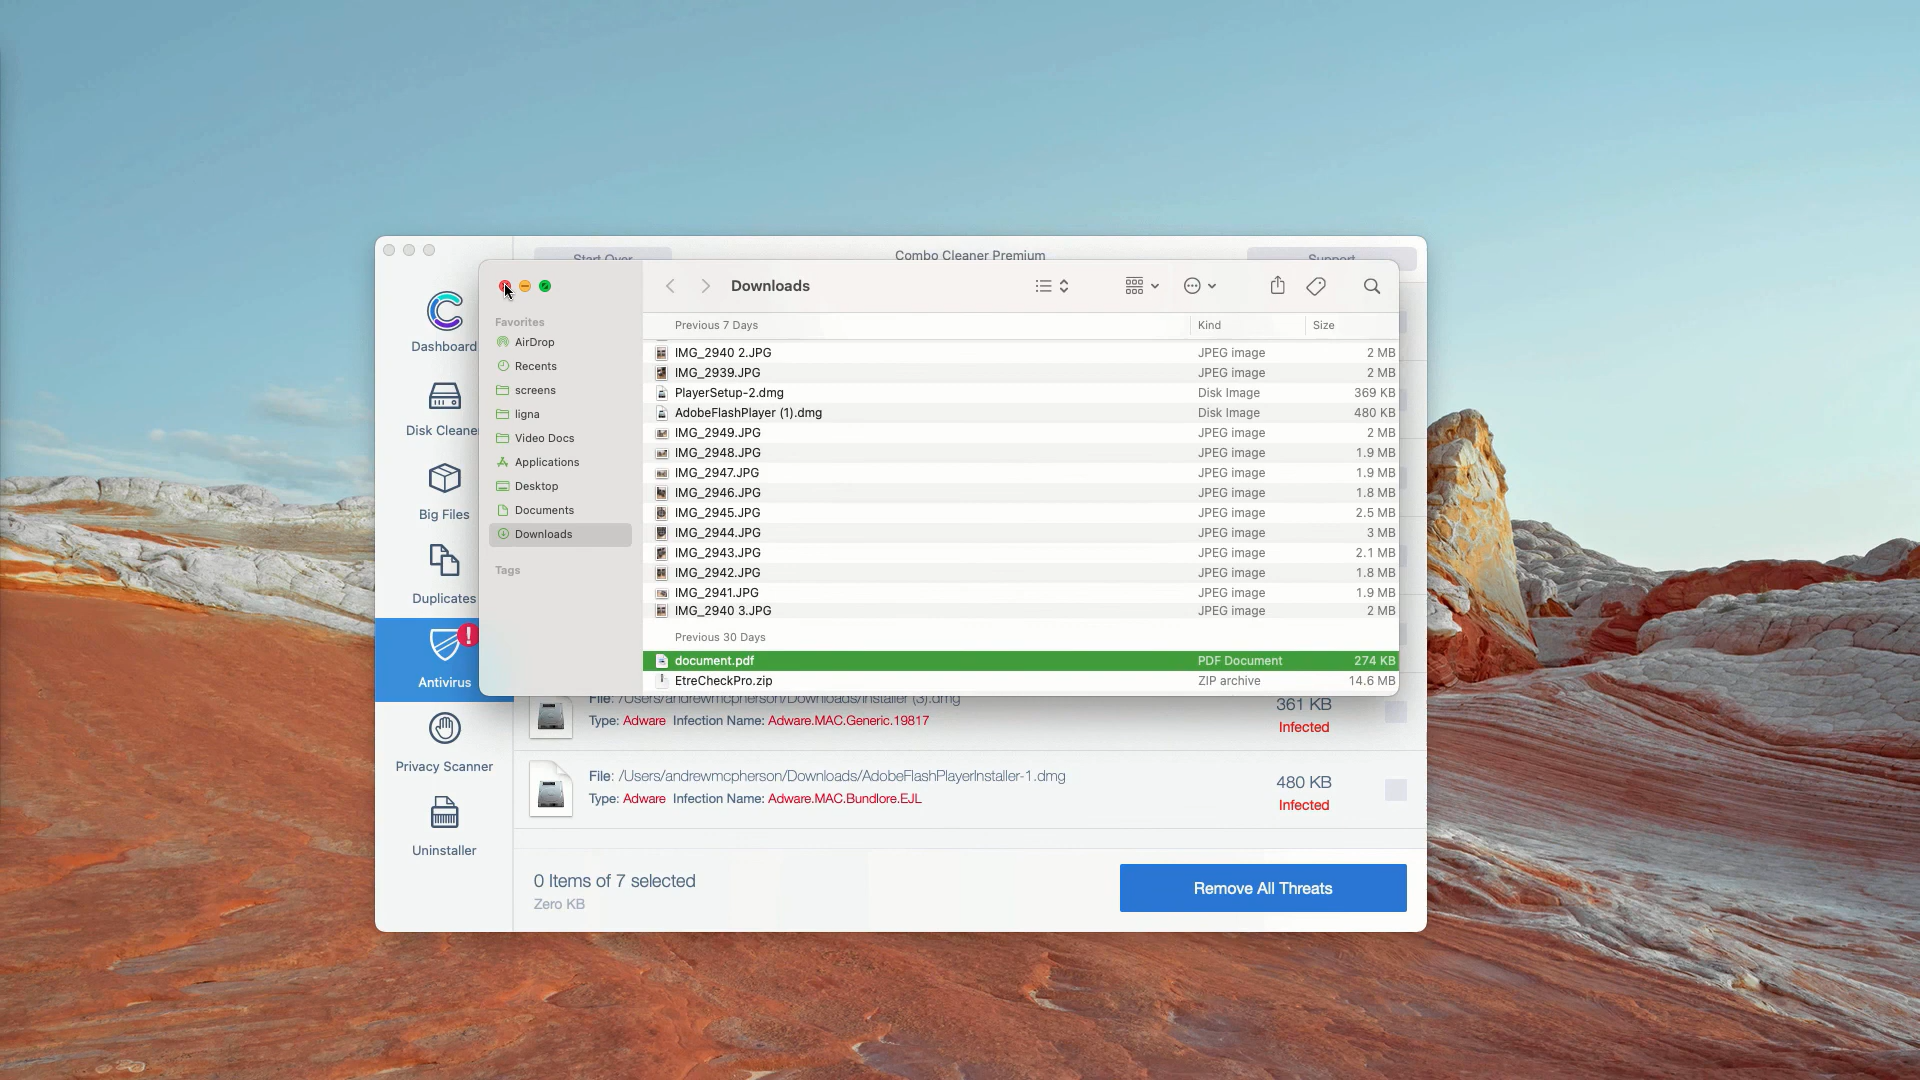 Start Over
Combo Cleaner Premium
Support
Dashboard
Disk Cleane
Big Files
Duplicates
Antivirus
Privacy Scanner
Uninstaller
Downloads
Favorites
AirDrop
Recents
screens
ligna
Video Docs
Applications
Desktop
Documents
Downloads
Tags
Previous 7 Days Kind Size
IMG_2940 2.JPG JPEG image 2 MB
IMG_2939.JPG JPEG image 2 MB
PlayerSetup-2.dmg Disk Image 369 KB
AdobeFlashPlayer (1).dmg Disk Image 480 KB
IMG_2949.JPG JPEG image 2 MB
IMG_2948.JPG JPEG image 1.9 MB
IMG_2947.JPG JPEG image 1.9 MB
IMG_2946.JPG JPEG image 1.8 MB
IMG_2945.JPG JPEG image 2.5 MB
IMG_2944.JPG JPEG image 3 MB
IMG_2943.JPG JPEG image 2.1 MB
IMG_2942.JPG JPEG image 1.8 MB
IMG_2941.JPG JPEG image 1.9 MB
IMG_2940 3.JPG JPEG image 2 MB
Previous 30 Days
document.pdf PDF Document 274 KB
EtreCheckPro.zip ZIP archive 14.6 MB
File: /Users/andrewmcpherson/Downloads/Installer (3).dmg 361 KB
Type: Adware Infection Name: Adware.MAC.Generic.19817 Infected
File: /Users/andrewmcpherson/Downloads/AdobeFlashPlayerInstaller-1.dmg 480 KB
Type: Adware Infection Name: Adware.MAC.Bundlore.EJL Infected
0 Items of 7 selected
Zero KB
Remove All Threats